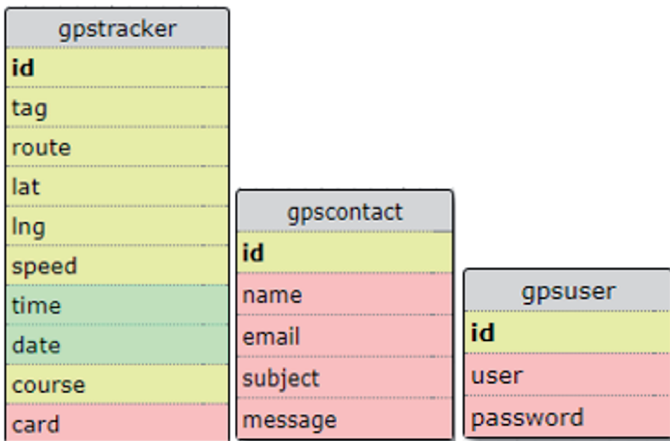 gpstracker
id
tag
route
lat
lng
speed
time
date
course
card
gpscontact
id
name
email
subject
message
gpsuser
id
user
password